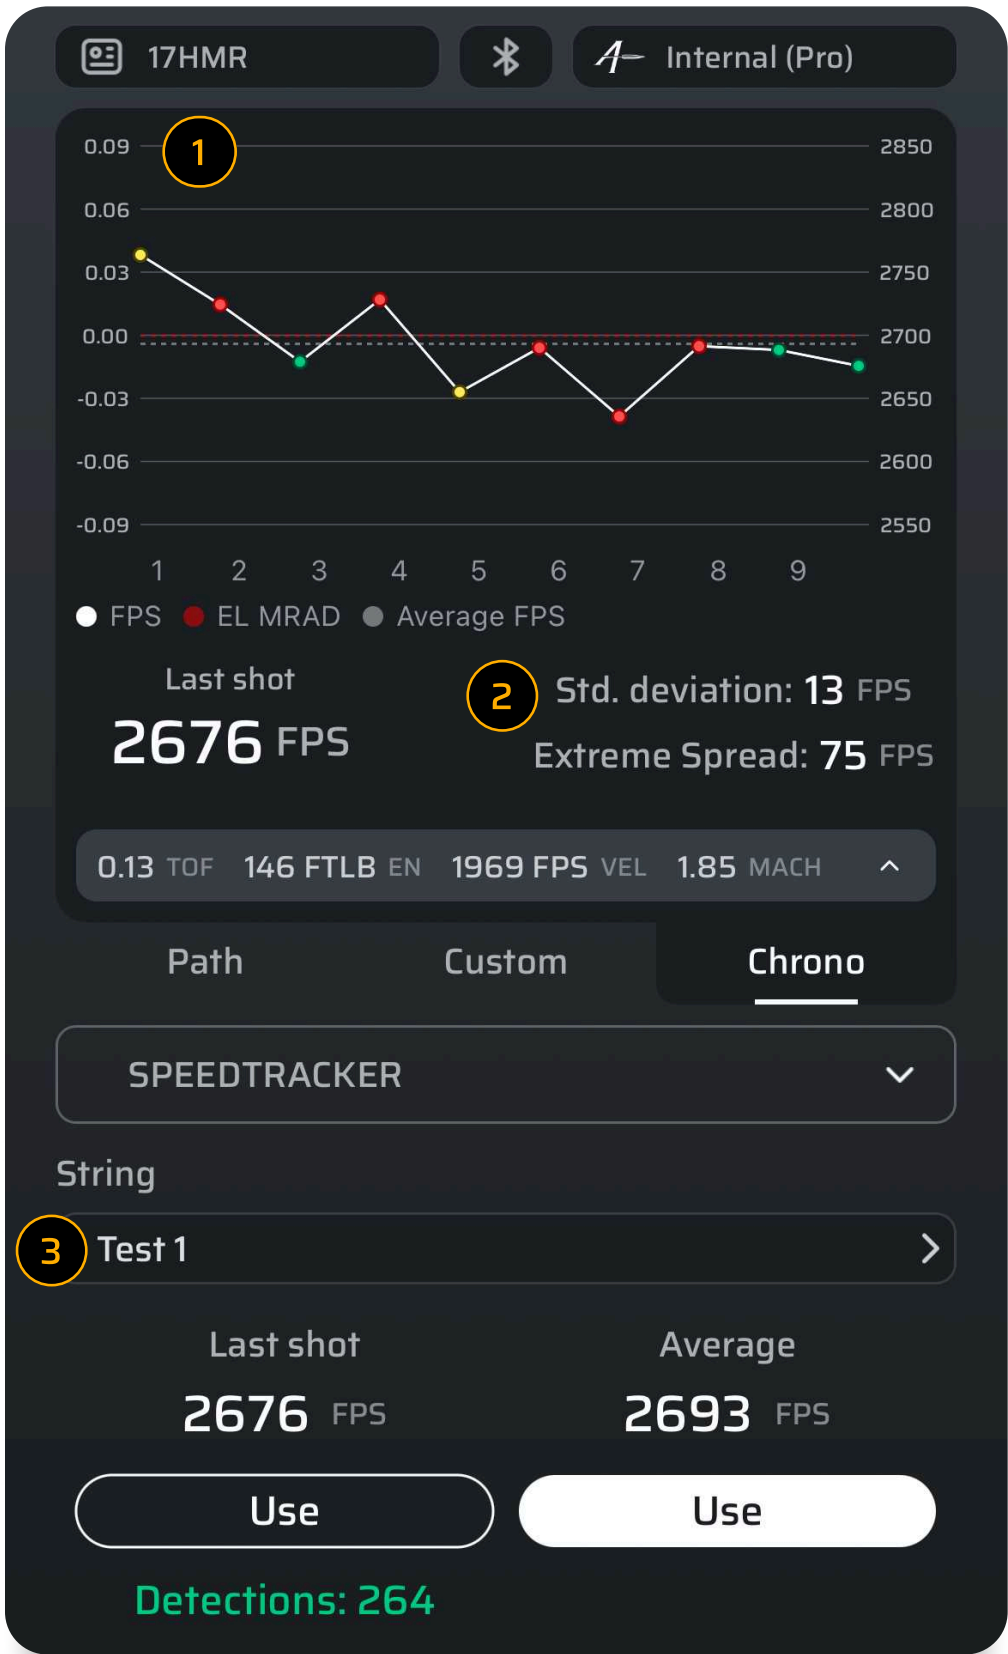 17HMR
Internal (Pro)
1
0.09 2850
0.06 2800
0.03 2750
0.00 2700
-0.03 2650
-0.06 2600
-0.09 2550
1 2 3 4 5 6 7 8 9
FPS EL MRAD Average FPS
Last shot
2676 FPS
2
Std. deviation: 13 FPS
Extreme Spread: 75 FPS
0.13 TOF 146 FTLB EN 1969 FPS VEL 1.85 MACH
Path Custom Chrono
SPEEDTRACKER
String
3
Test 1
Last shot Average
2676 FPS 2693 FPS
Use Use
Detections: 264